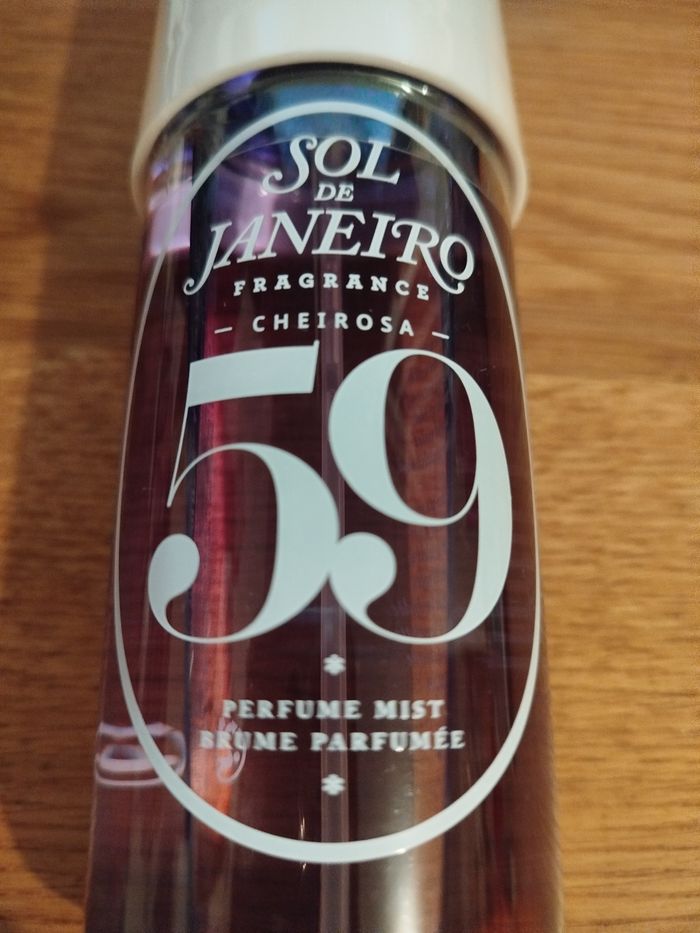 SOL
DE
JANEIRO
FRAGRANCE
— CHEIROSA —
59
PERFUME MIST
BRUME PARFUMÉE